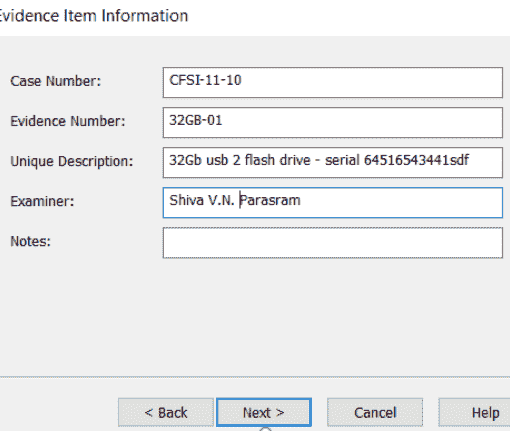 Evidence Item Information
Case Number: CFSI-11-10
Evidence Number: 32GB-01
Unique Description: 32Gb usb 2 flash drive - serial 64516543441sdf
Examiner: Shiva V.N. Parasram
Notes:
< Back Next > Cancel Help